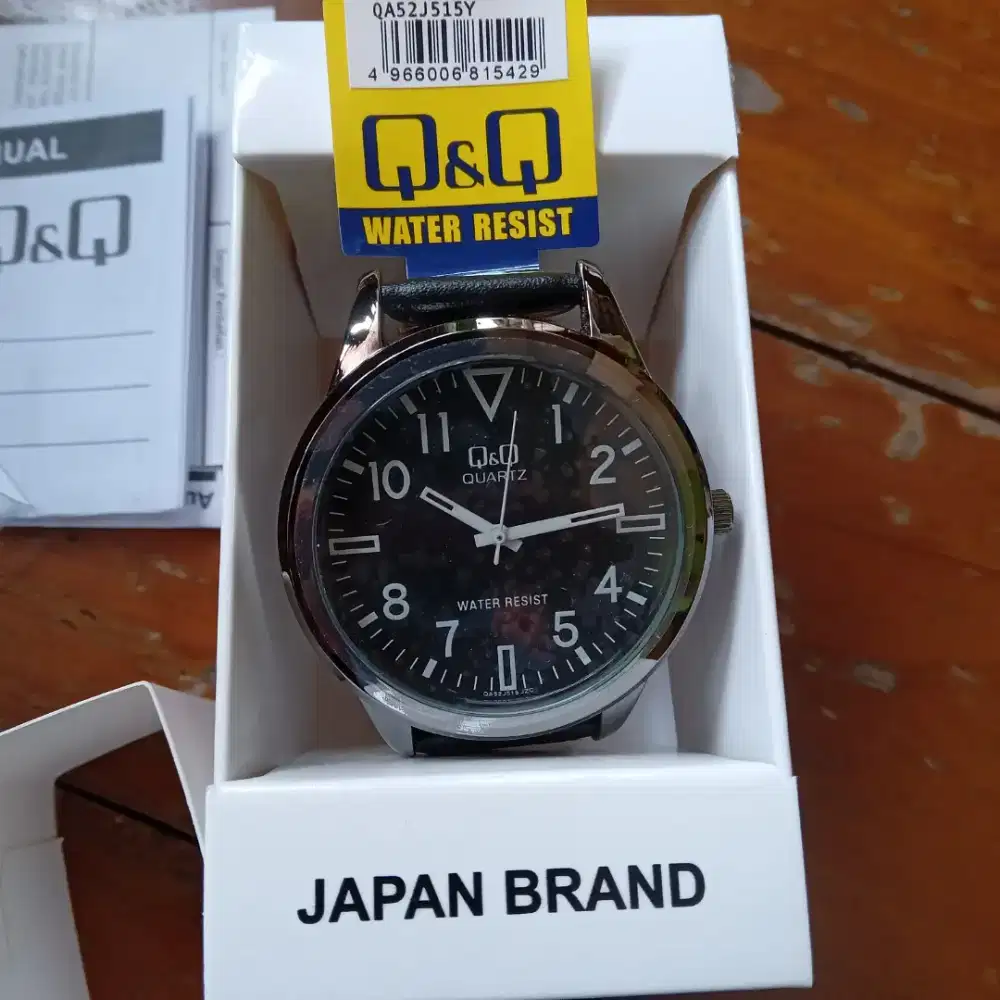 QA52J515Y
4 966006 815429
Q&Q
WATER RESIST
UAL
Q&Q
11
1
Q&Q
QUARTZ
10
2
8
4
WATER RESIST
7
5
JAPAN BRAND